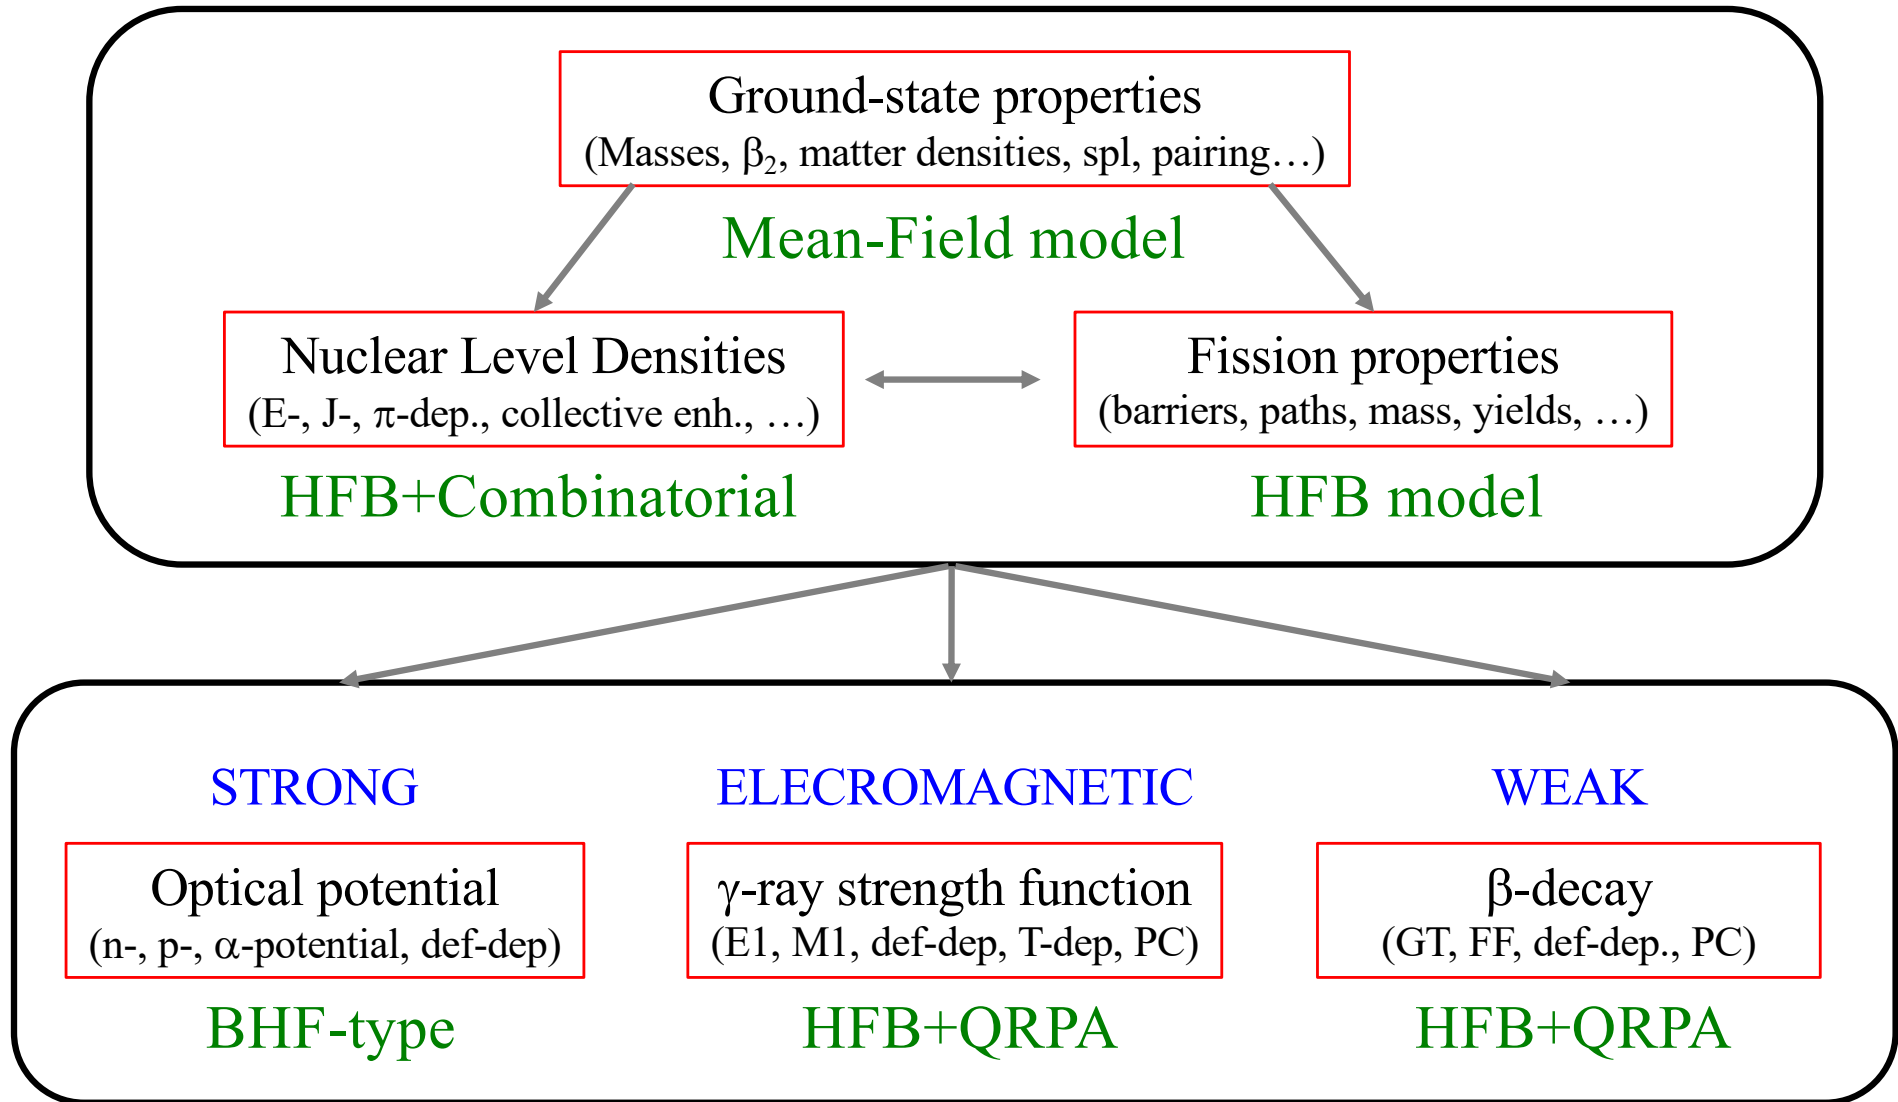 Ground-state properties
(Masses, β₂, matter densities, spl, pairing…)
Mean-Field model
Nuclear Level Densities
(E-, J-, π-dep., collective enh., …)
HFB+Combinatorial
Fission properties
(barriers, paths, mass, yields, …)
HFB model
STRONG
Optical potential
(n-, p-, α-potential, def-dep)
BHF-type
ELECROMAGNETIC
γ-ray strength function
(E1, M1, def-dep, T-dep, PC)
HFB+QRPA
WEAK
β-decay
(GT, FF, def-dep., PC)
HFB+QRPA